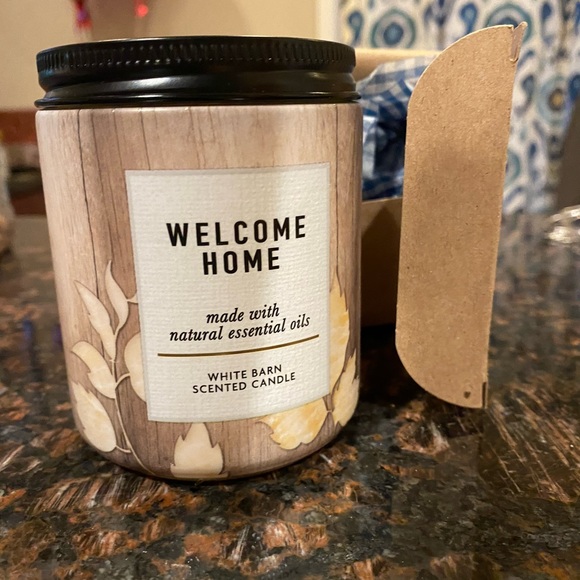 WELCOME
HOME
made with
natural essential oils
WHITE BARN
SCENTED CANDLE